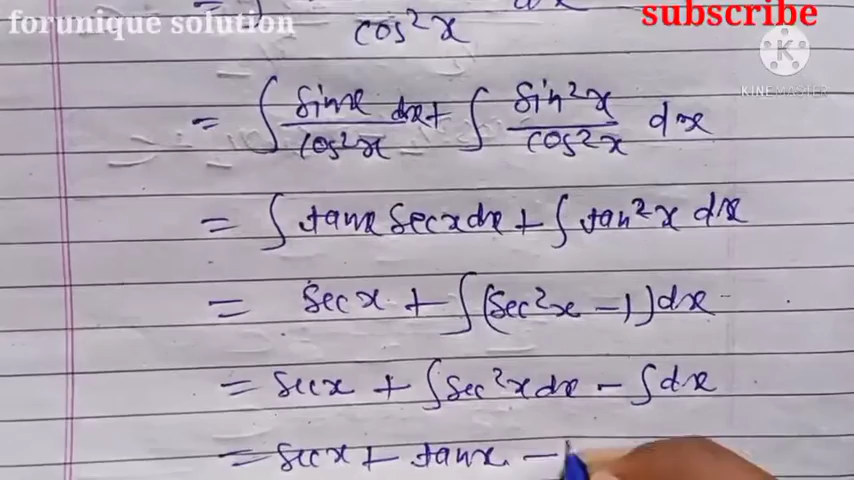 forunique solution
subscribe
cos²x
= ∫ sinx/cos²x dx + ∫ sin²x/cos²x dx
KINEMASTER
= ∫ tanx secx dx + ∫ tan²x dx
= secx + ∫(sec²x - 1)dx
= secx + ∫sec²x dx - ∫dx
= secx + tanx -